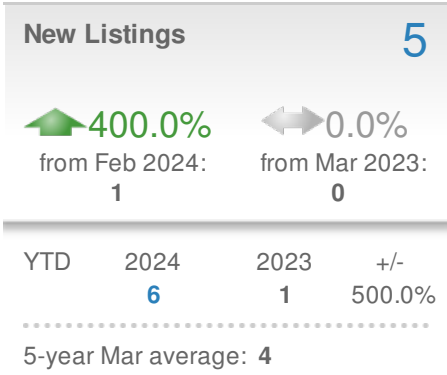 New Listings 5
400.0% 0.0%
from Feb 2024: from Mar 2023:
1 0
YTD 2024 2023 +/-
6 1 500.0%
5-year Mar average: 4